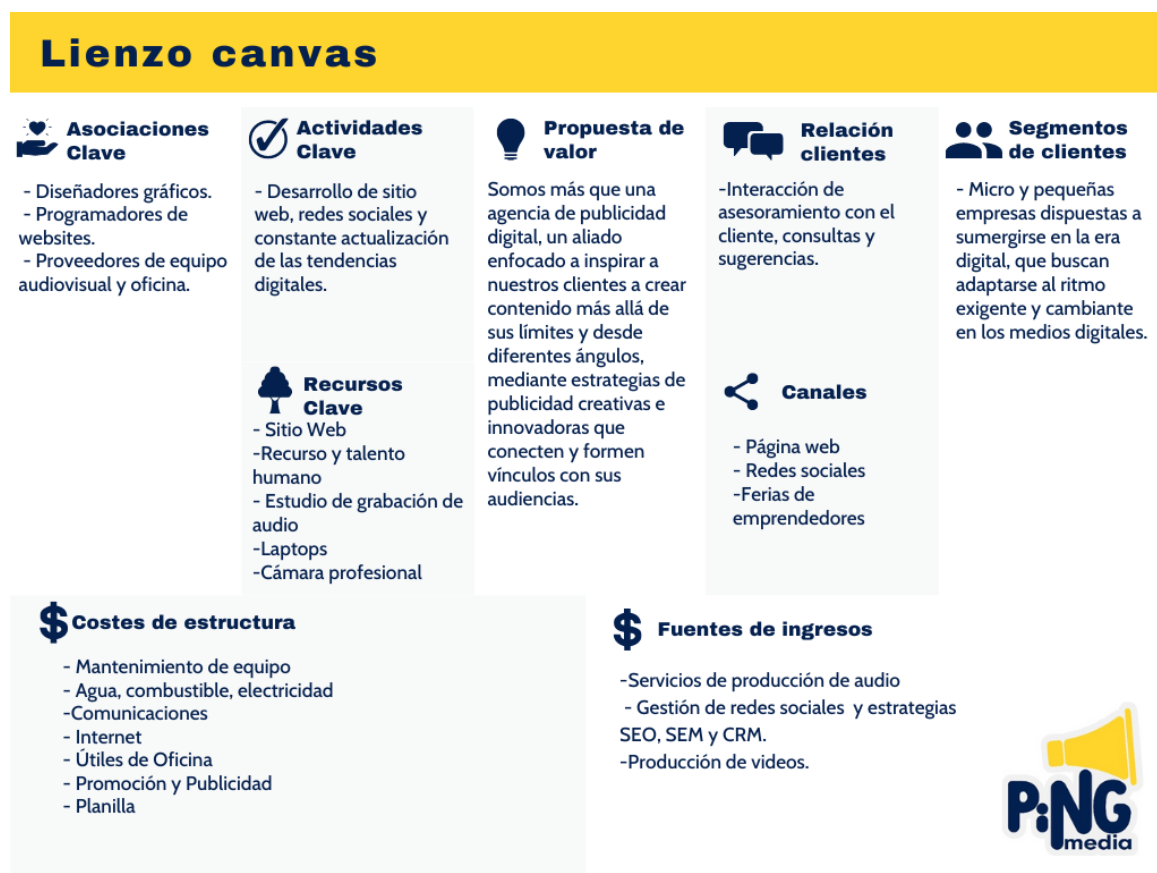 Lienzo canvas
Asociaciones
Clave
- Diseñadores gráficos.
- Programadores de
websites.
- Proveedores de equipo
audiovisual y oficina.
Actividades
Clave
- Desarrollo de sitio
web, redes sociales y
constante actualización
de las tendencias
digitales.
Recursos
Clave
- Sitio Web
-Recurso y talento
humano
- Estudio de grabación de
audio
-Laptops
-Cámara profesional
Propuesta de
valor
Somos más que una
agencia de publicidad
digital, un aliado
enfocado a inspirar a
nuestros clientes a crear
contenido más allá de
sus límites y desde
diferentes ángulos,
mediante estrategias de
publicidad creativas e
innovadoras que
conecten y formen
vínculos con sus
audiencias.
Relación
clientes
-Interacción de
asesoramiento con el
cliente, consultas y
sugerencias.
Canales
- Página web
- Redes sociales
-Ferias de
emprendedores
Segmentos
de clientes
- Micro y pequeñas
empresas dispuestas a
sumergirse en la era
digital, que buscan
adaptarse al ritmo
exigente y cambiante
en los medios digitales.
$ Costes de estructura
- Mantenimiento de equipo
- Agua, combustible, electricidad
-Comunicaciones
- Internet
- Útiles de Oficina
- Promoción y Publicidad
- Planilla
$ Fuentes de ingresos
-Servicios de producción de audio
- Gestión de redes sociales y estrategias
SEO, SEM y CRM.
-Producción de videos.
PiNG
media